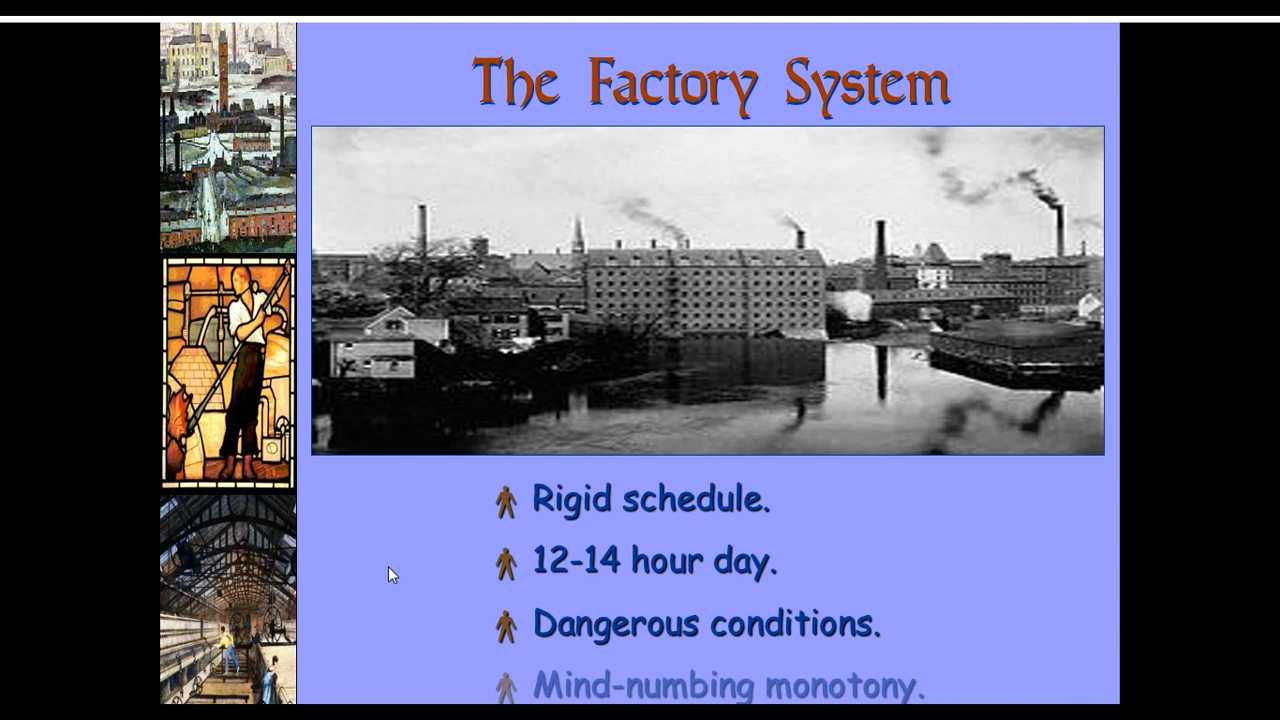 The Factory System
Rigid schedule.
12-14 hour day.
Dangerous conditions.
Mind-numbing monotony.